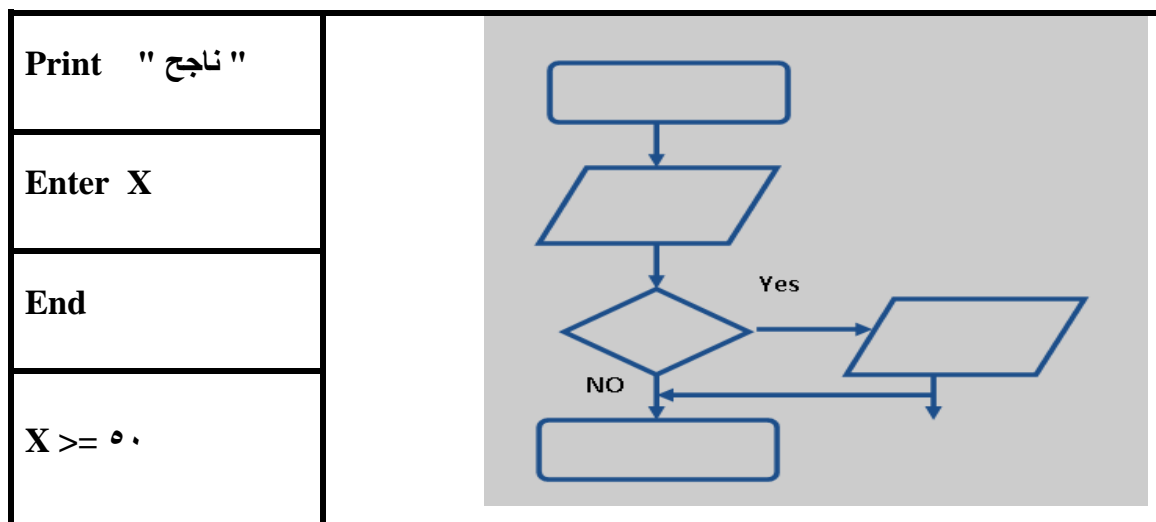 Print " ناجح "
Enter X
End
X >= ٥٠
Yes
NO